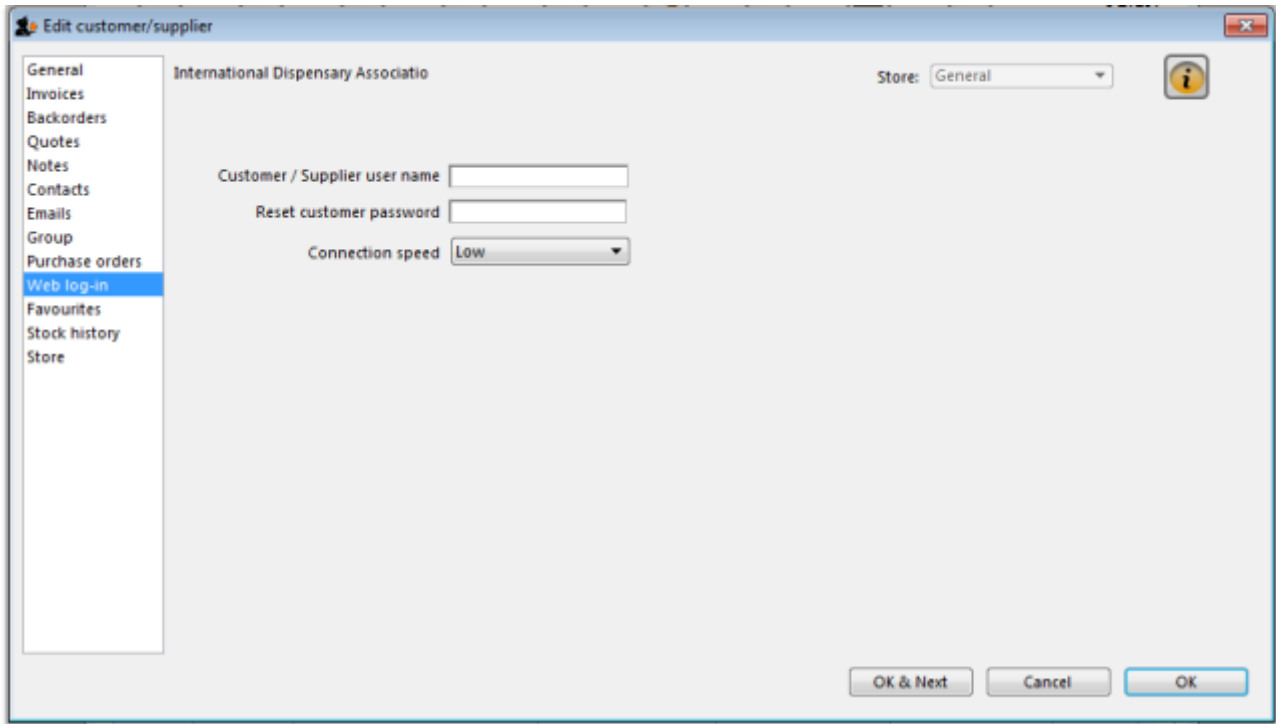 Edit customer/supplier
General
Invoices
Backorders
Quotes
Notes
Contacts
Emails
Group
Purchase orders
Web log-in
Favourites
Stock history
Store
International Dispensary Associatio
Store: General
Customer / Supplier user name
Reset customer password
Connection speed Low
OK & Next Cancel OK